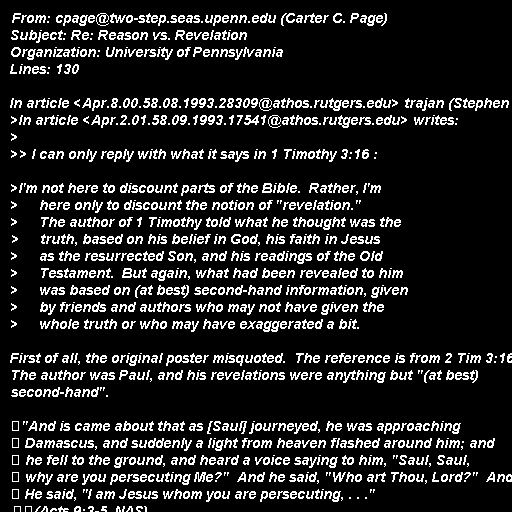 From: cpage@two-step.seas.upenn.edu (Carter C. Page)
Subject: Re: Reason vs. Revelation
Organization: University of Pennsylvania
Lines: 130

In article <Apr.8.00.58.08.1993.28309@athos.rutgers.edu> trajan (Stephen
>In article <Apr.2.01.58.09.1993.17541@athos.rutgers.edu> writes:
>
>> I can only reply with what it says in 1 Timothy 3:16 :

>I'm not here to discount parts of the Bible.  Rather, I'm
>     here only to discount the notion of "revelation."
>     The author of 1 Timothy told what he thought was the
>     truth, based on his belief in God, his faith in Jesus
>     as the resurrected Son, and his readings of the Old
>     Testament.  But again, what had been revealed to him
>     was based on (at best) second-hand information, given
>     by friends and authors who may not have given the
>     whole truth or who may have exaggerated a bit.

First of all, the original poster misquoted.  The reference is from 2 Tim 3:16
The author was Paul, and his revelations were anything but "(at best)
second-hand".

"And is came about that as [Saul] journeyed, he was approaching
Damascus, and suddenly a light from heaven flashed around him; and
he fell to the ground, and heard a voice saying to him, "Saul, Saul,
why are you persecuting Me?"  And he said, "Who art Thou, Lord?"  And
He said, "I am Jesus whom you are persecuting, . . ."
(Acts 9:3-5, NAS)